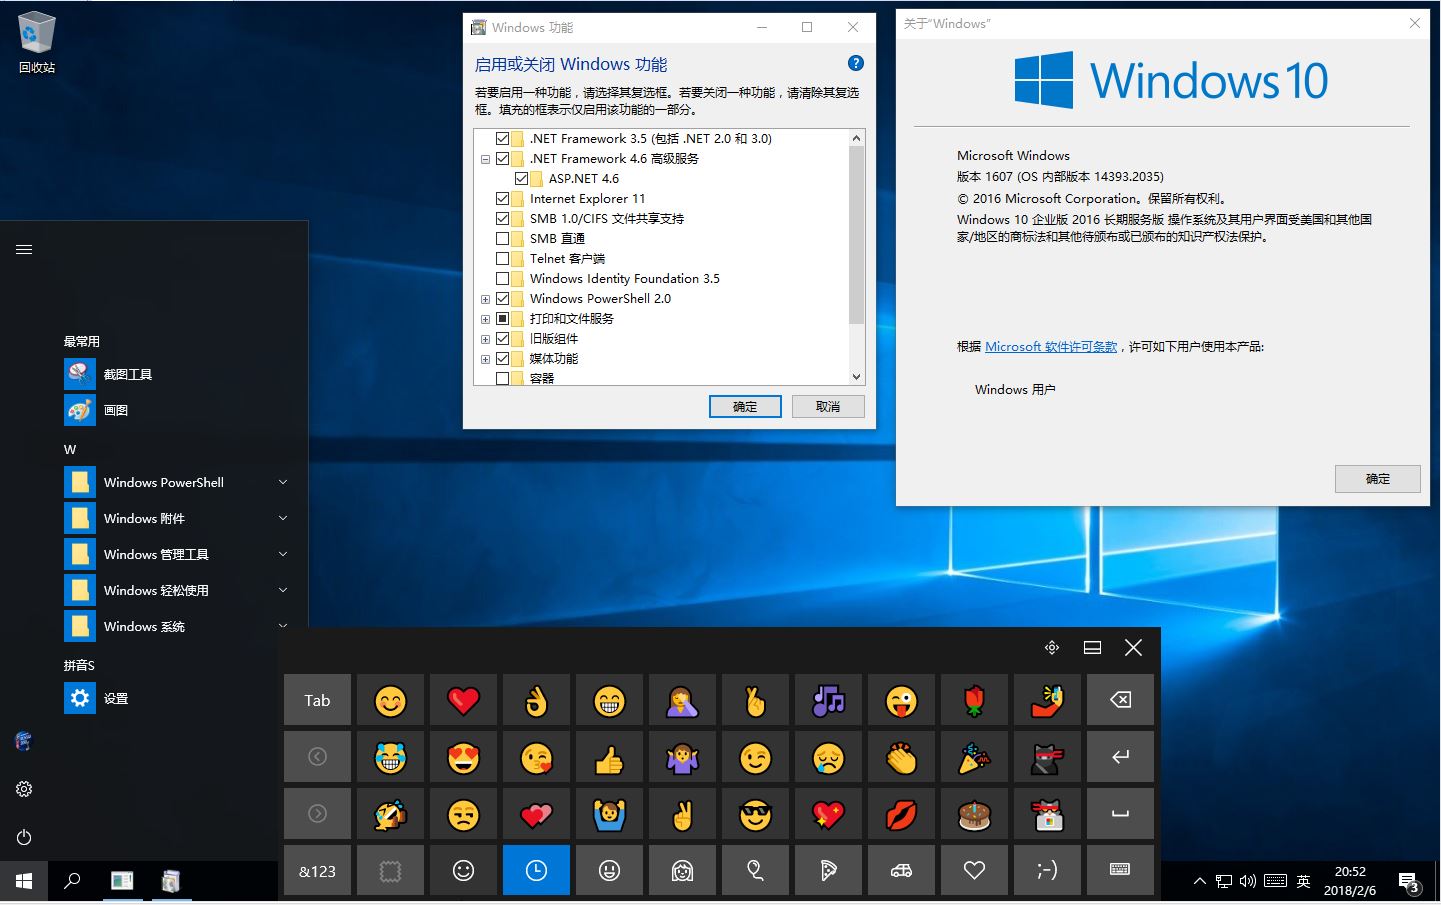 回收站
最常用
截图工具
画图
W
Windows PowerShell
Windows 附件
Windows 管理工具
Windows 轻松使用
Windows 系统
拼音S
设置
Windows 功能
启用或关闭 Windows 功能
若要启用一种功能，请选择其复选框。若要关闭一种功能，请清除其复选
框。填充的框表示仅启用该功能的一部分。
.NET Framework 3.5 (包括 .NET 2.0 和 3.0)
.NET Framework 4.6 高级服务
ASP.NET 4.6
Internet Explorer 11
SMB 1.0/CIFS 文件共享支持
SMB 直通
Telnet 客户端
Windows Identity Foundation 3.5
Windows PowerShell 2.0
打印和文件服务
旧版组件
媒体功能
容器
确定 取消
关于“Windows”
Windows 10
Microsoft Windows
版本 1607 (OS 内部版本 14393.2035)
© 2016 Microsoft Corporation。保留所有权利。
Windows 10 企业版 2016 长期服务版 操作系统及其用户界面受美国和其他国
家/地区的商标法和其他待颁布或已颁布的知识产权法保护。
根据 Microsoft 软件许可条款，许可如下用户使用本产品:
Windows 用户
确定
Tab
&123
;-)
英
20:52
2018/2/6
3